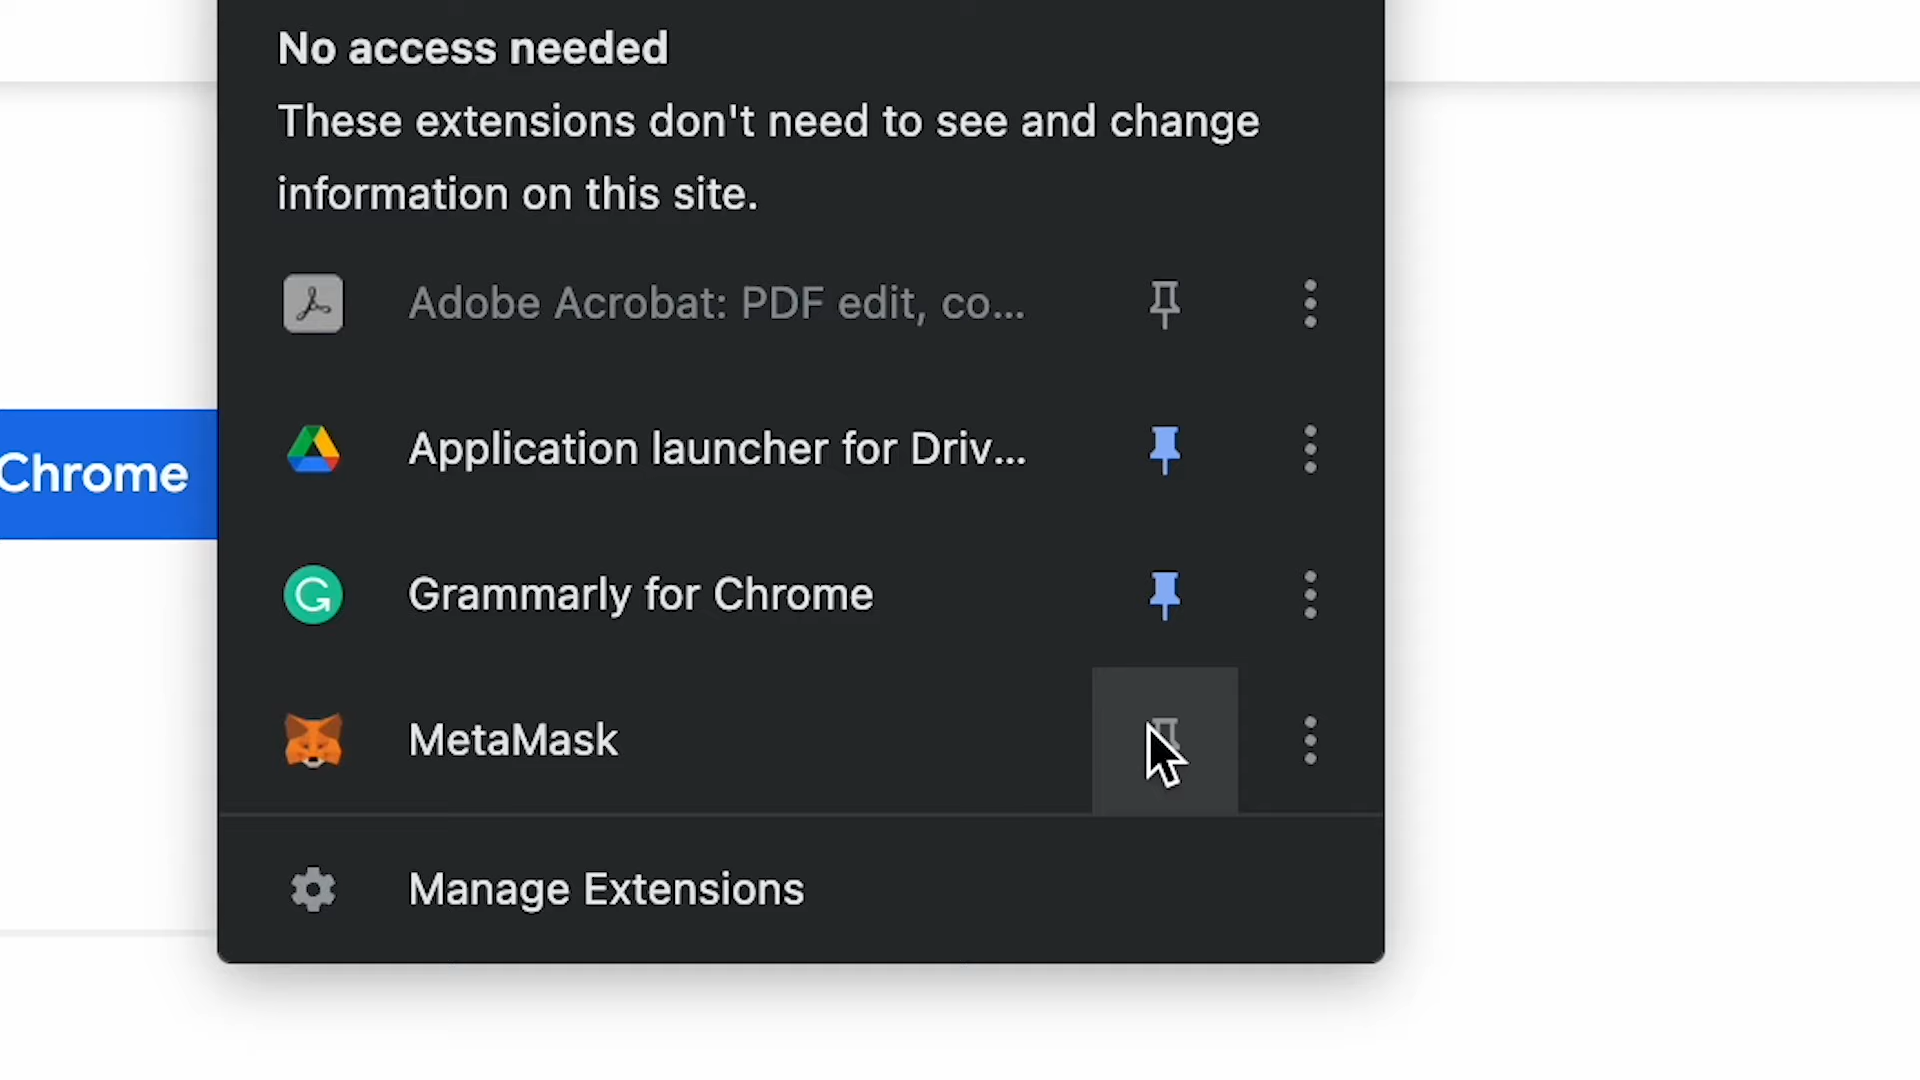 No access needed
These extensions don't need to see and change
information on this site.
Adobe Acrobat: PDF edit, co...
Application launcher for Driv...
Chrome
Grammarly for Chrome
MetaMask
Manage Extensions